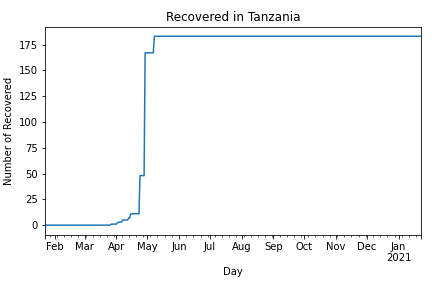 Recovered in Tanzania
Number of Recovered
175
150
125
100
75
50
25
0
Feb Mar Apr May Jun Jul Aug Sep Oct Nov Dec Jan
2021
Day